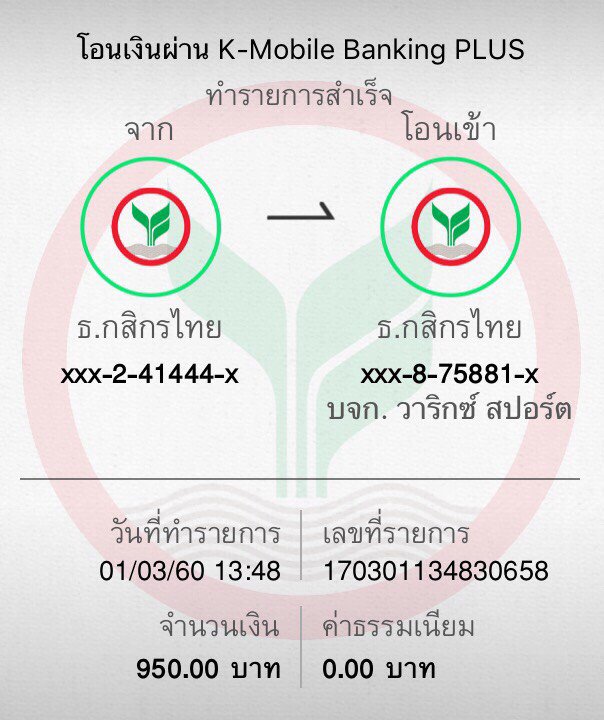 โอนเงินผ่าน K-Mobile Banking PLUS
ทำรายการสำเร็จ
จาก
โอนเข้า
ธ.กสิกรไทย
ธ.กสิกรไทย
xxx-2-41444-x
xxx-8-75881-x
บจก. วาริกซ์ สปอร์ต
วันที่ทำรายการ
เลขที่รายการ
01/03/60 13:48
170301134830658
จำนวนเงิน
ค่าธรรมเนียม
950.00 บาท
0.00 บาท